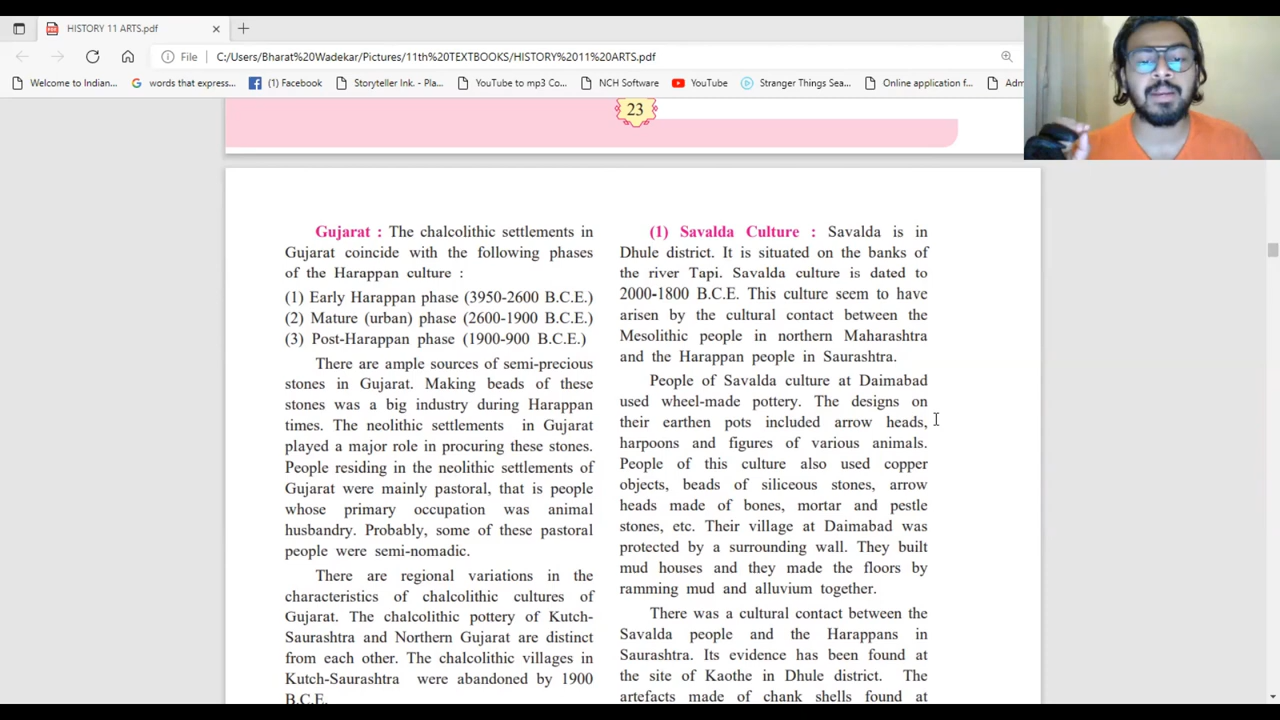 HISTORY 11 ARTS.pdf
File
C:/Users/Bharat%20Wadekar/Pictures/11th%20TEXTBOOKS/HISTORY%2011%20ARTS.pdf
Welcome to Indian...
words that express...
(1) Facebook
Storyteller Ink. - Pla...
YouTube to mp3 Co...
NCH Software
YouTube
Stranger Things Sea...
Online application f...
Adm
23
Gujarat : The chalcolithic settlements in
Gujarat coincide with the following phases
of the Harappan culture :
(1) Early Harappan phase (3950-2600 B.C.E.)
(2) Mature (urban) phase (2600-1900 B.C.E.)
(3) Post-Harappan phase (1900-900 B.C.E.)
There are ample sources of semi-precious
stones in Gujarat. Making beads of these
stones was a big industry during Harappan
times. The neolithic settlements in Gujarat
played a major role in procuring these stones.
People residing in the neolithic settlements of
Gujarat were mainly pastoral, that is people
whose primary occupation was animal
husbandry. Probably, some of these pastoral
people were semi-nomadic.
There are regional variations in the
characteristics of chalcolithic cultures of
Gujarat. The chalcolithic pottery of Kutch-
Saurashtra and Northern Gujarat are distinct
from each other. The chalcolithic villages in
Kutch-Saurashtra were abandoned by 1900
B.C.E.
(1) Savalda Culture : Savalda is in
Dhule district. It is situated on the banks of
the river Tapi. Savalda culture is dated to
2000-1800 B.C.E. This culture seem to have
arisen by the cultural contact between the
Mesolithic people in northern Maharashtra
and the Harappan people in Saurashtra.
People of Savalda culture at Daimabad
used wheel-made pottery. The designs on
their earthen pots included arrow heads,
harpoons and figures of various animals.
People of this culture also used copper
objects, beads of siliceous stones, arrow
heads made of bones, mortar and pestle
stones, etc. Their village at Daimabad was
protected by a surrounding wall. They built
mud houses and they made the floors by
ramming mud and alluvium together.
There was a cultural contact between the
Savalda people and the Harappans in
Saurashtra. Its evidence has been found at
the site of Kaothe in Dhule district. The
artefacts made of chank shells found at